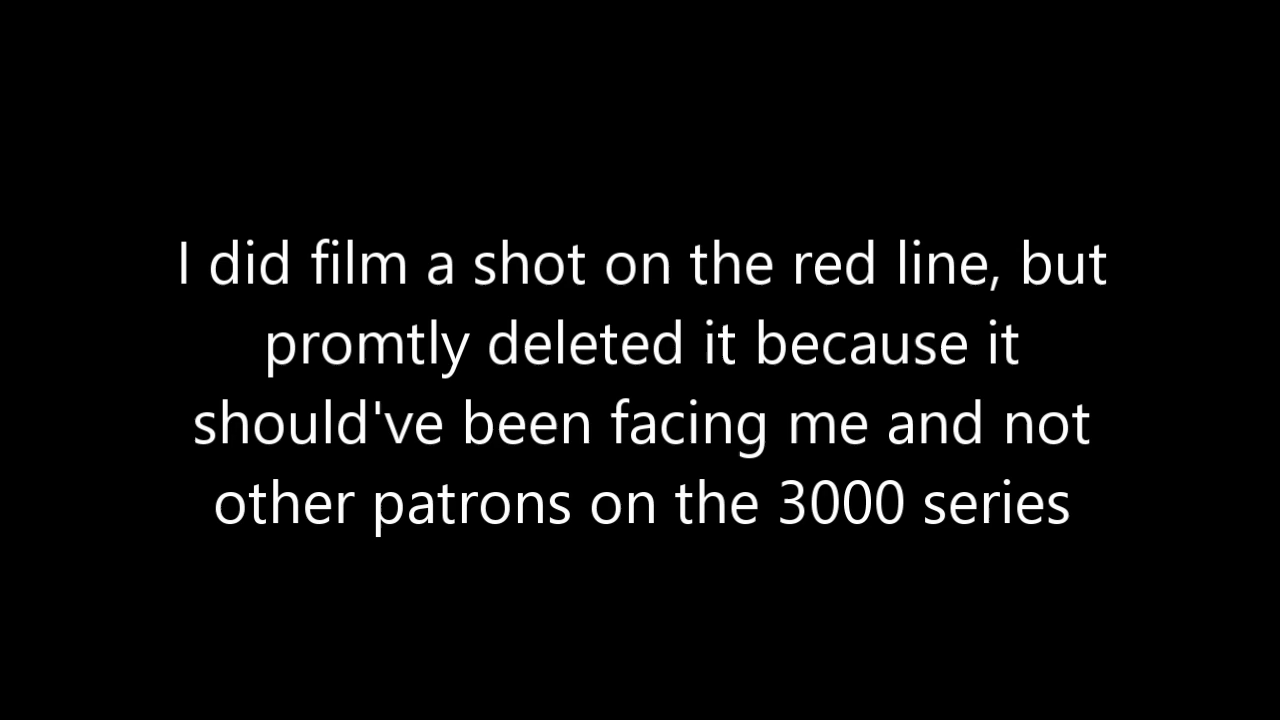 I did film a shot on the red line, but
promtly deleted it because it
should've been facing me and not
other patrons on the 3000 series